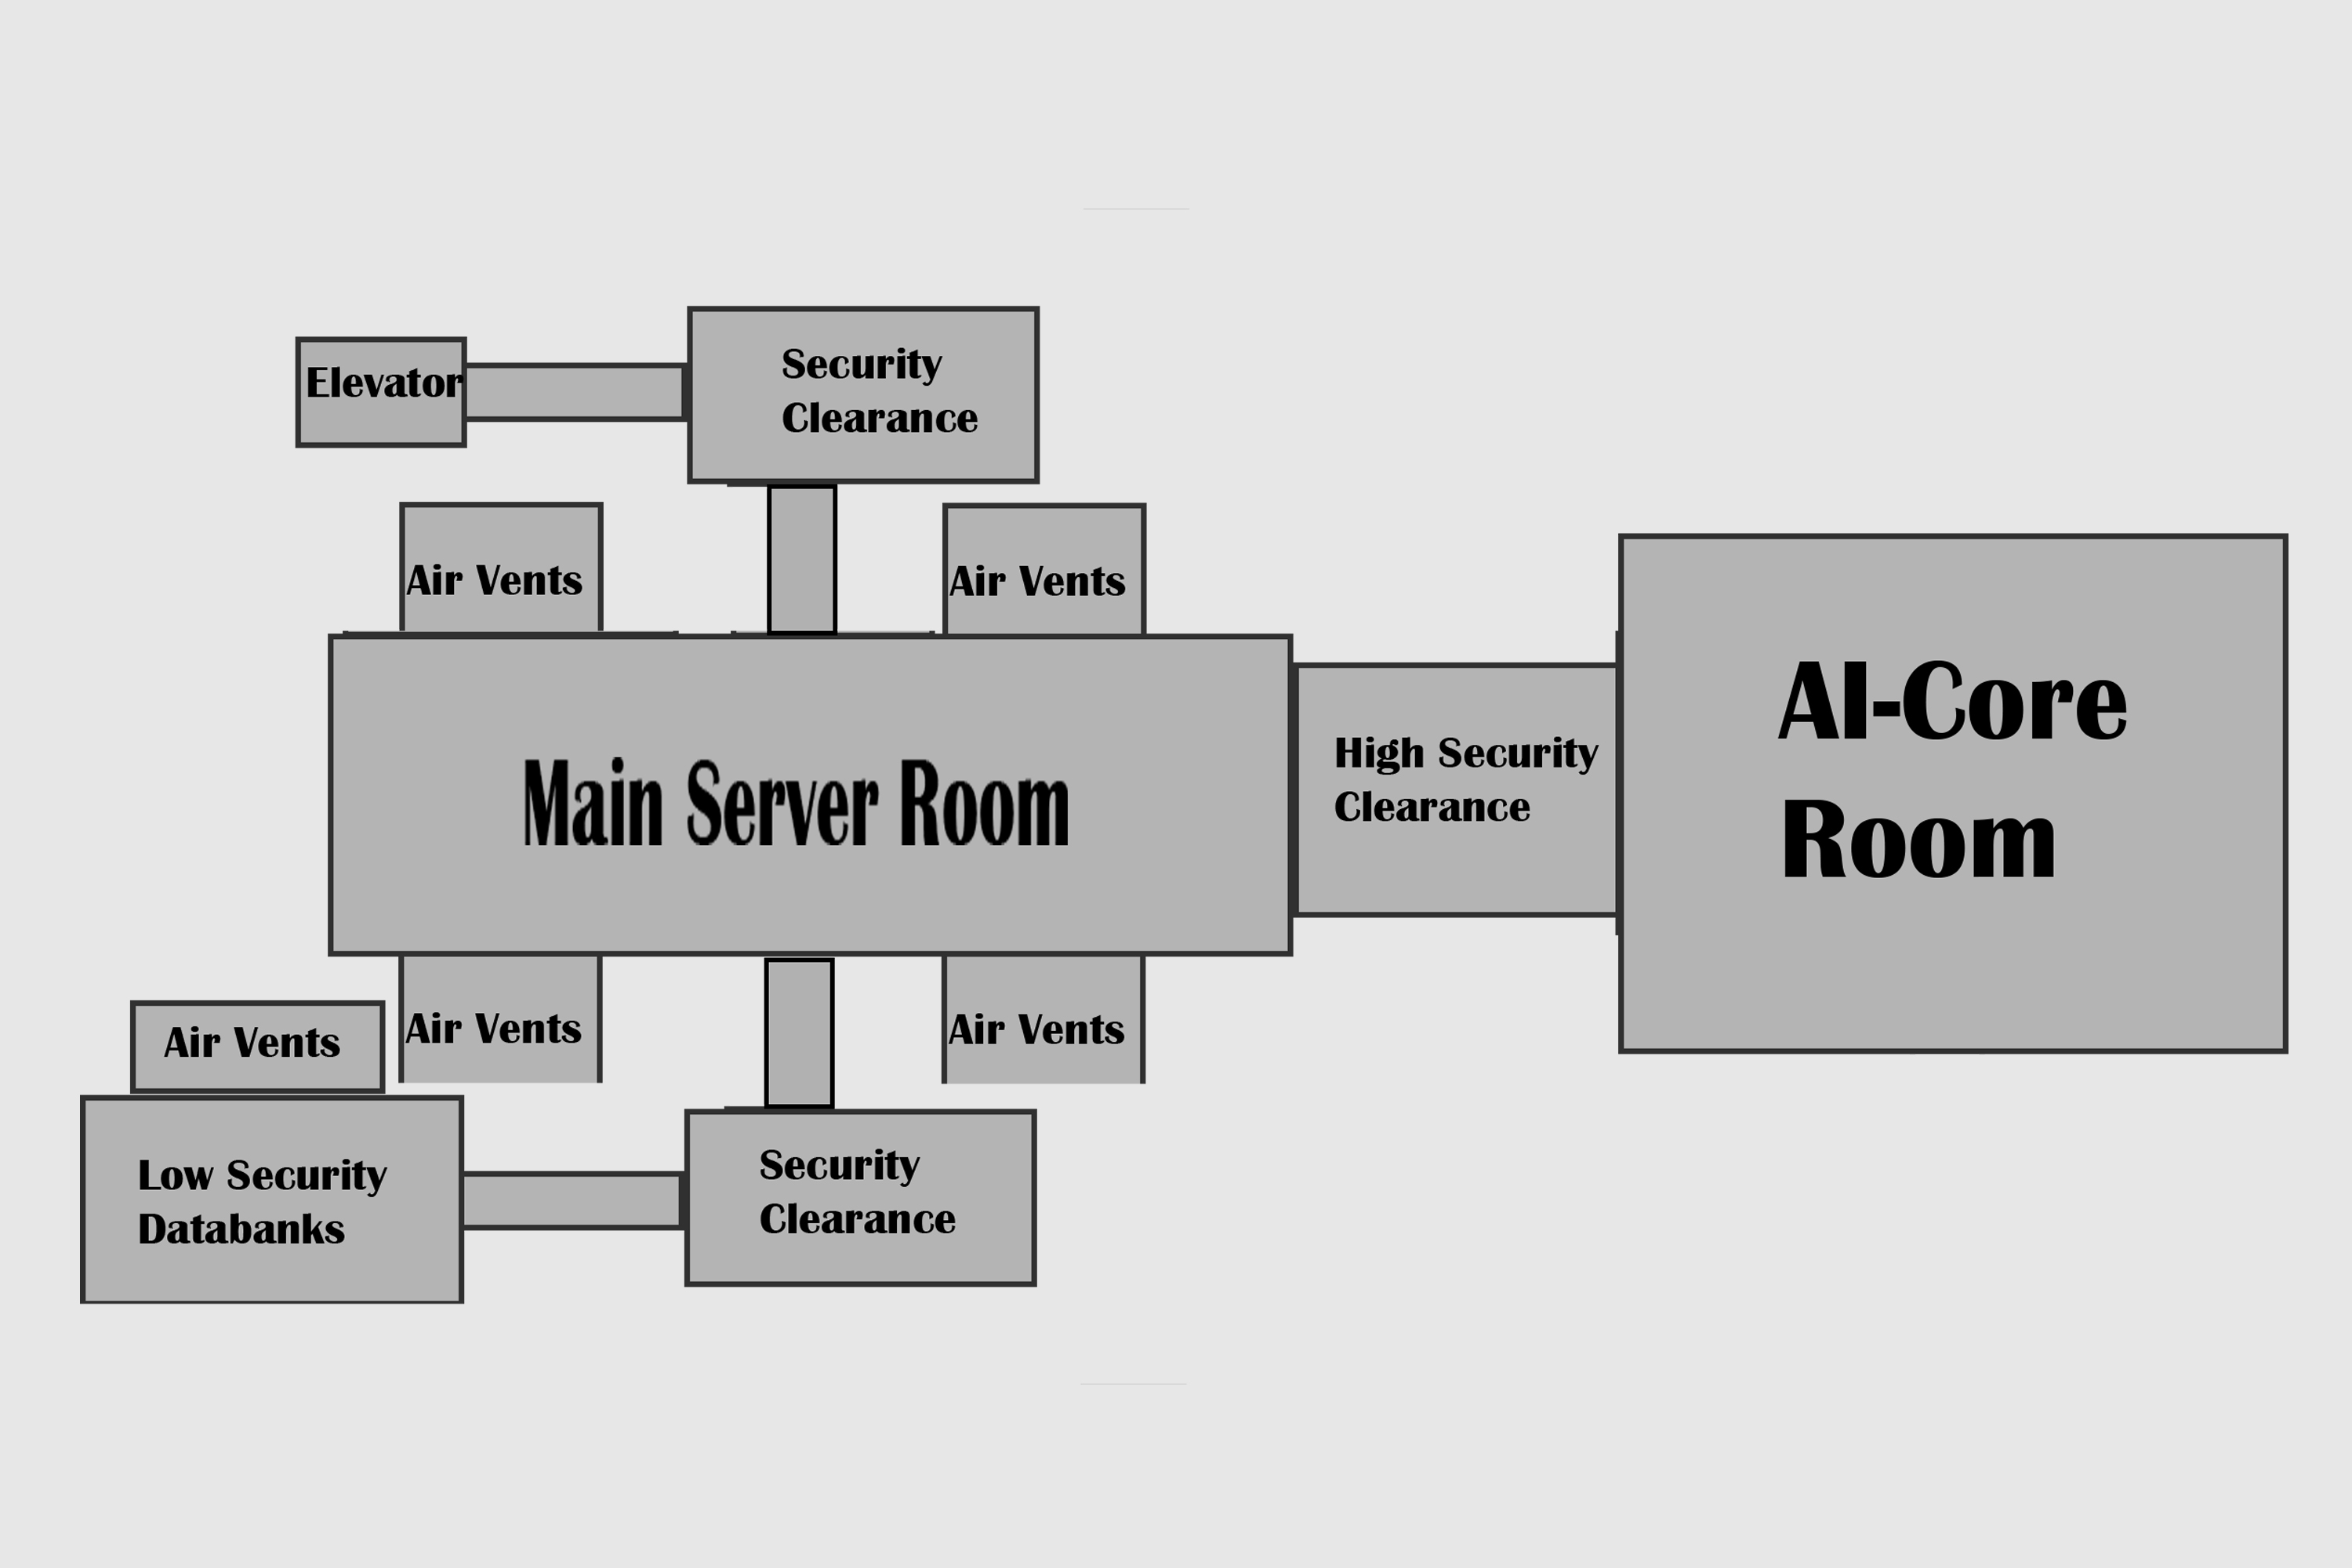 Elevator
Security
Clearance
Air Vents
Air Vents
Main Server Room
High Security
Clearance
AI-Core
Room
Air Vents
Air Vents
Air Vents
Low Security
Databanks
Security
Clearance